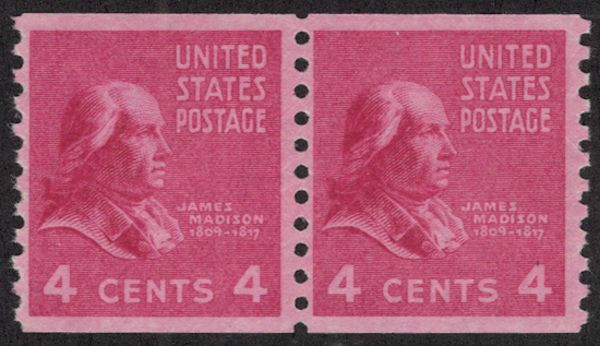 UNITED
STATES
POSTAGE
JAMES
MADISON
1809-1817
4 CENTS 4
UNITED
STATES
POSTAGE
JAMES
MADISON
1809-1817
4 CENTS 4